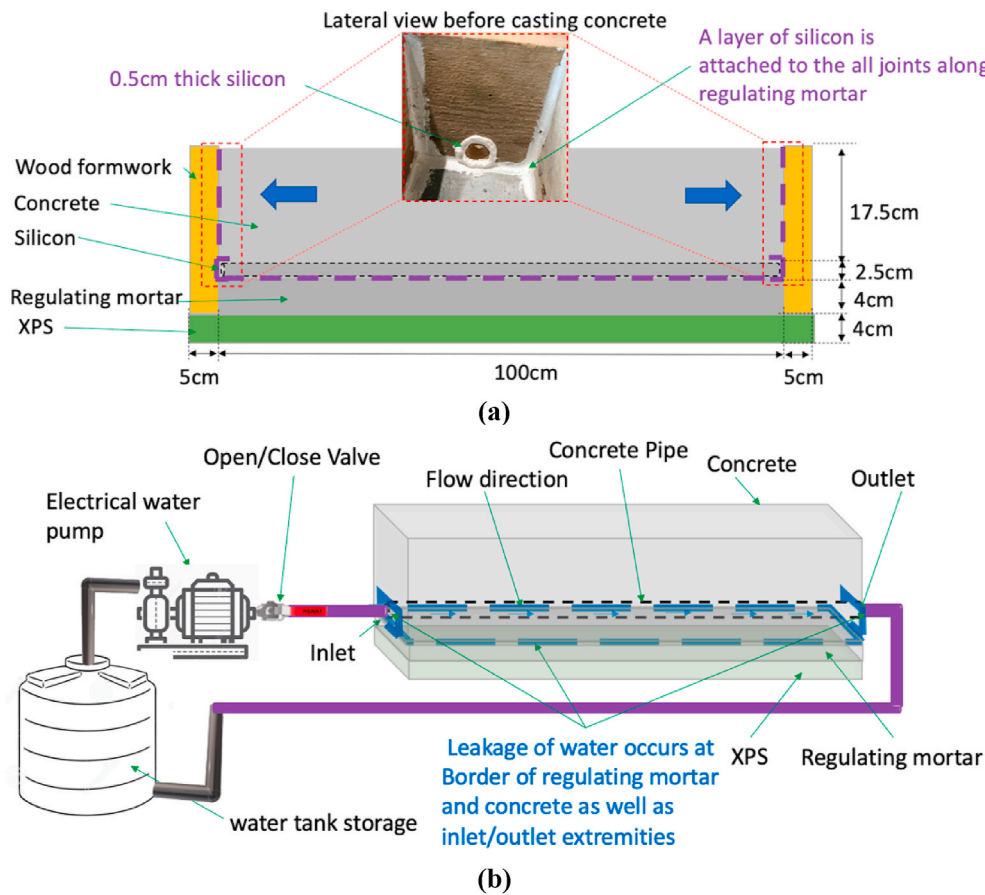 Lateral view before casting concrete
0.5cm thick silicon
A layer of silicon is
attached to the all joints along
regulating mortar
Wood formwork
Concrete
Silicon
Regulating mortar
XPS
17.5cm
2.5cm
4cm
4cm
5cm
100cm
5cm
(a)
Open/Close Valve
Concrete Pipe
Concrete
Flow direction
Outlet
Electrical water
pump
Inlet
Leakage of water occurs at
Border of regulating mortar
and concrete as well as
inlet/outlet extremities
XPS
Regulating mortar
water tank storage
(b)